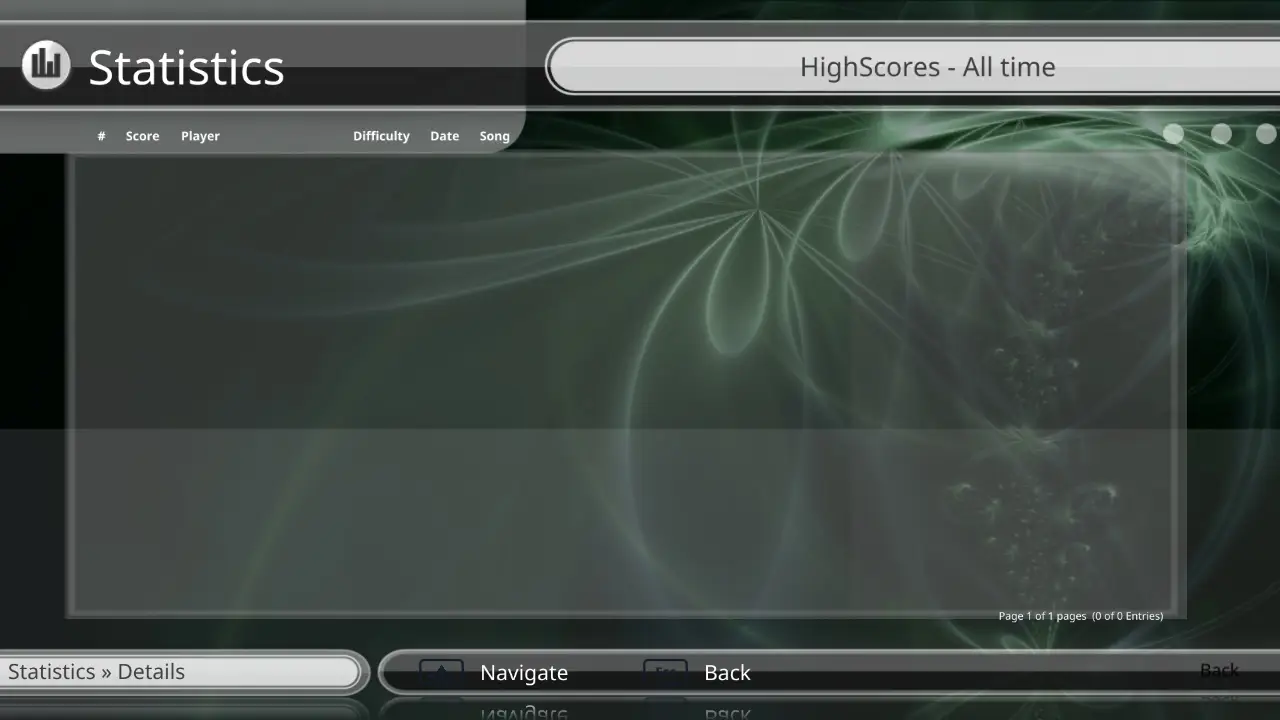 Statistics
HighScores - All time
# Score Player Difficulty Date Song
Page 1 of 1 pages (0 of 0 Entries)
Statistics » Details
Navigate
Esc
Back
Back